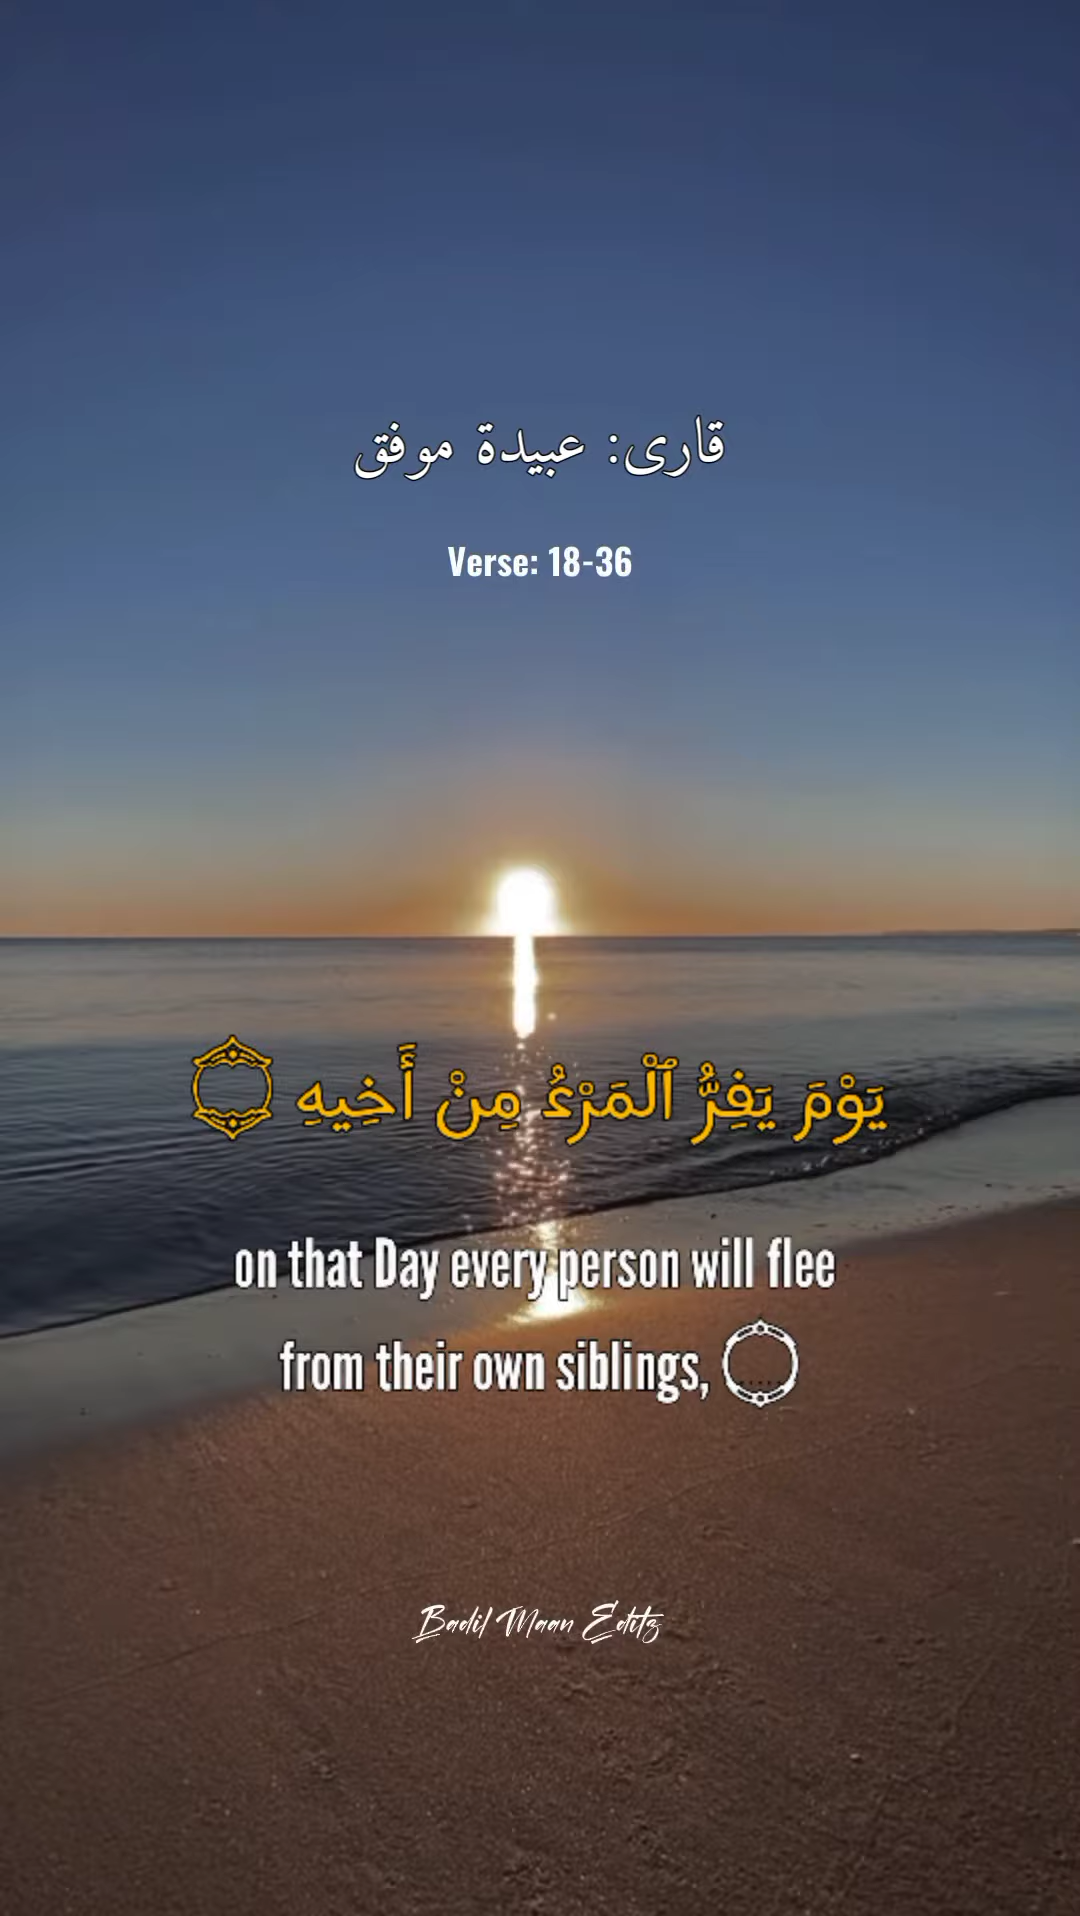 قاری: عبيدة موفق
Verse: 18-36
يَوْمَ يَفِرُّ ٱلْمَرْءُ مِنْ أَخِيهِ
on that Day every person will flee
from their own siblings,
Badil Maan Editz